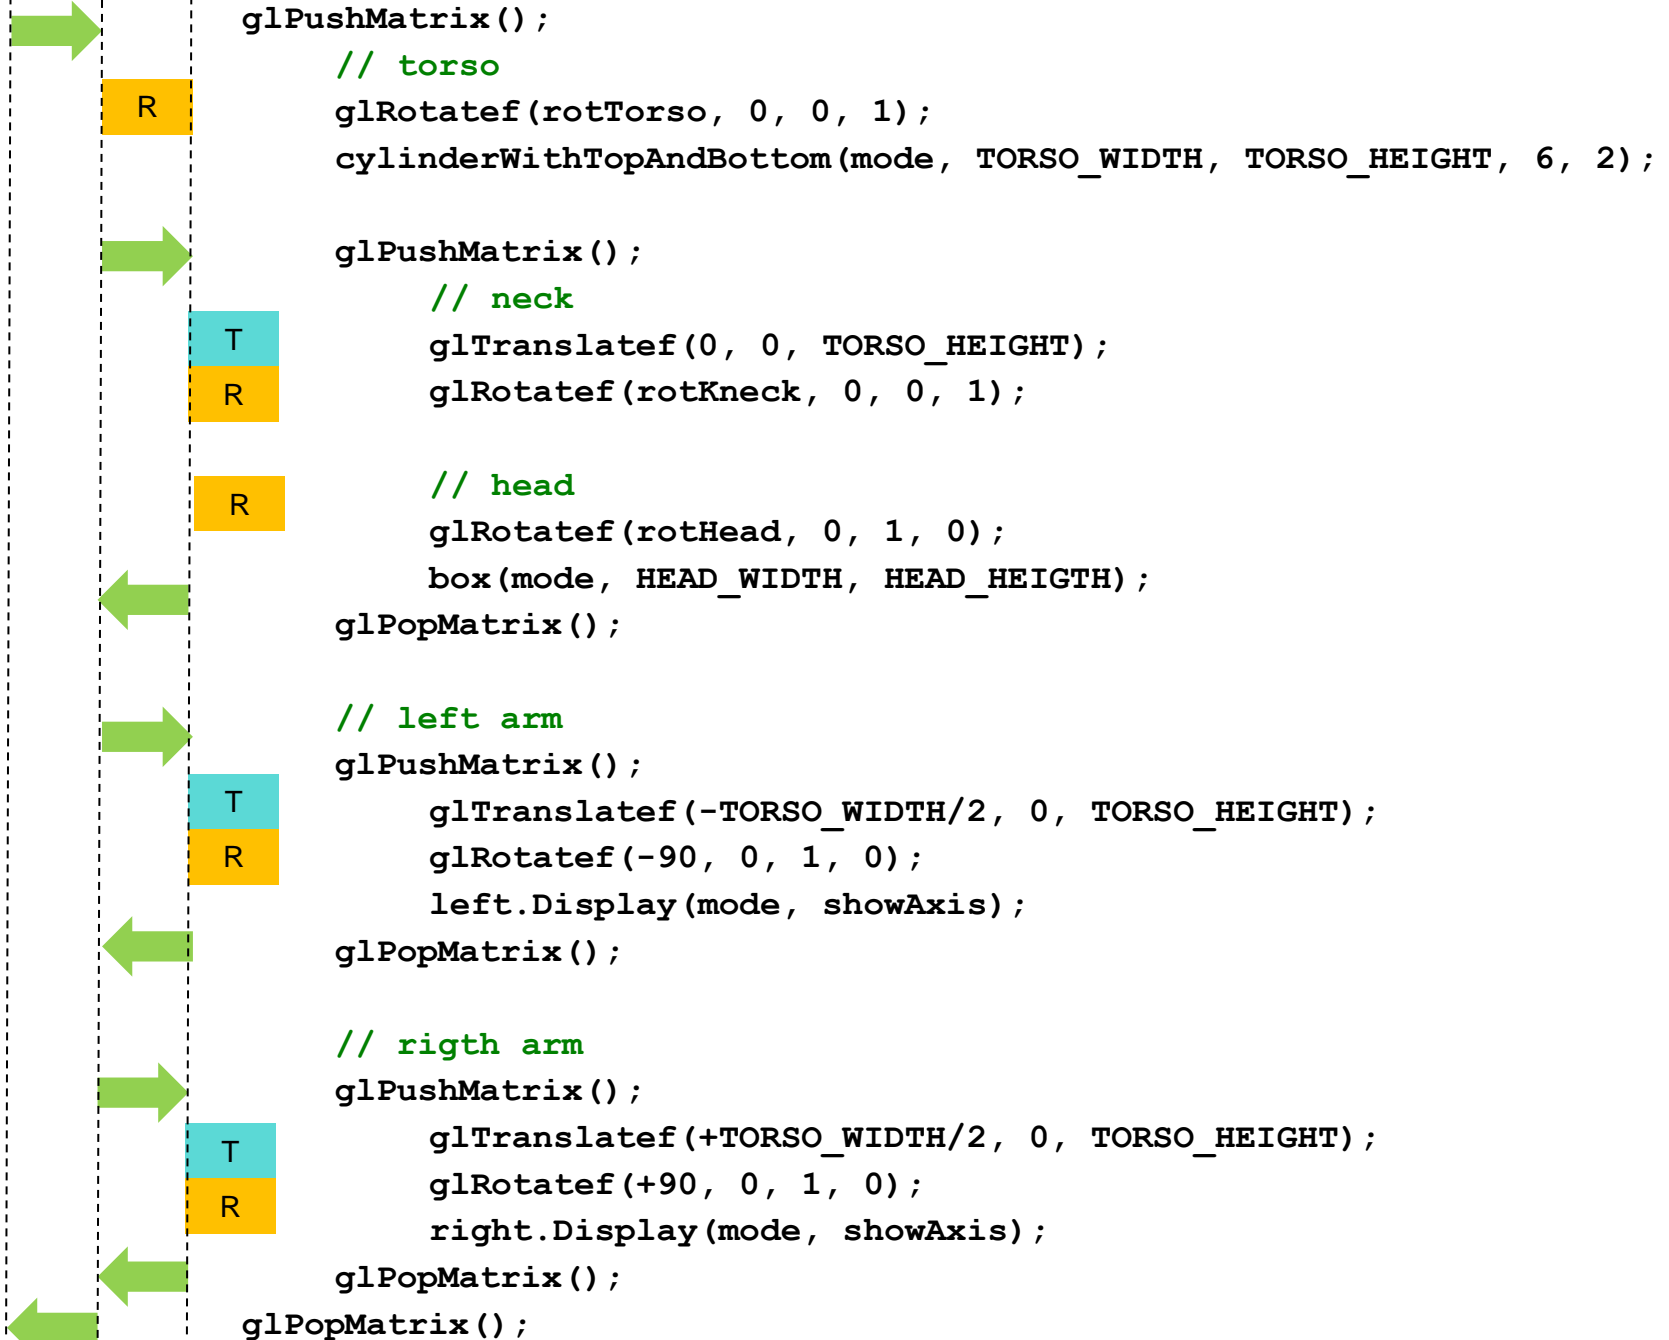 glPushMatrix();
// torso
R
glRotatef(rotTorso, 0, 0, 1);
cylinderWithTopAndBottom(mode, TORSO_WIDTH, TORSO_HEIGHT, 6, 2);
glPushMatrix();
// neck
T
glTranslatef(0, 0, TORSO_HEIGHT);
R
glRotatef(rotKneck, 0, 0, 1);
// head
R
glRotatef(rotHead, 0, 1, 0);
box(mode, HEAD_WIDTH, HEAD_HEIGTH);
glPopMatrix();
// left arm
glPushMatrix();
T
glTranslatef(-TORSO_WIDTH/2, 0, TORSO_HEIGHT);
R
glRotatef(-90, 0, 1, 0);
left.Display(mode, showAxis);
glPopMatrix();
// rigth arm
glPushMatrix();
T
glTranslatef(+TORSO_WIDTH/2, 0, TORSO_HEIGHT);
R
glRotatef(+90, 0, 1, 0);
right.Display(mode, showAxis);
glPopMatrix();
glPopMatrix();